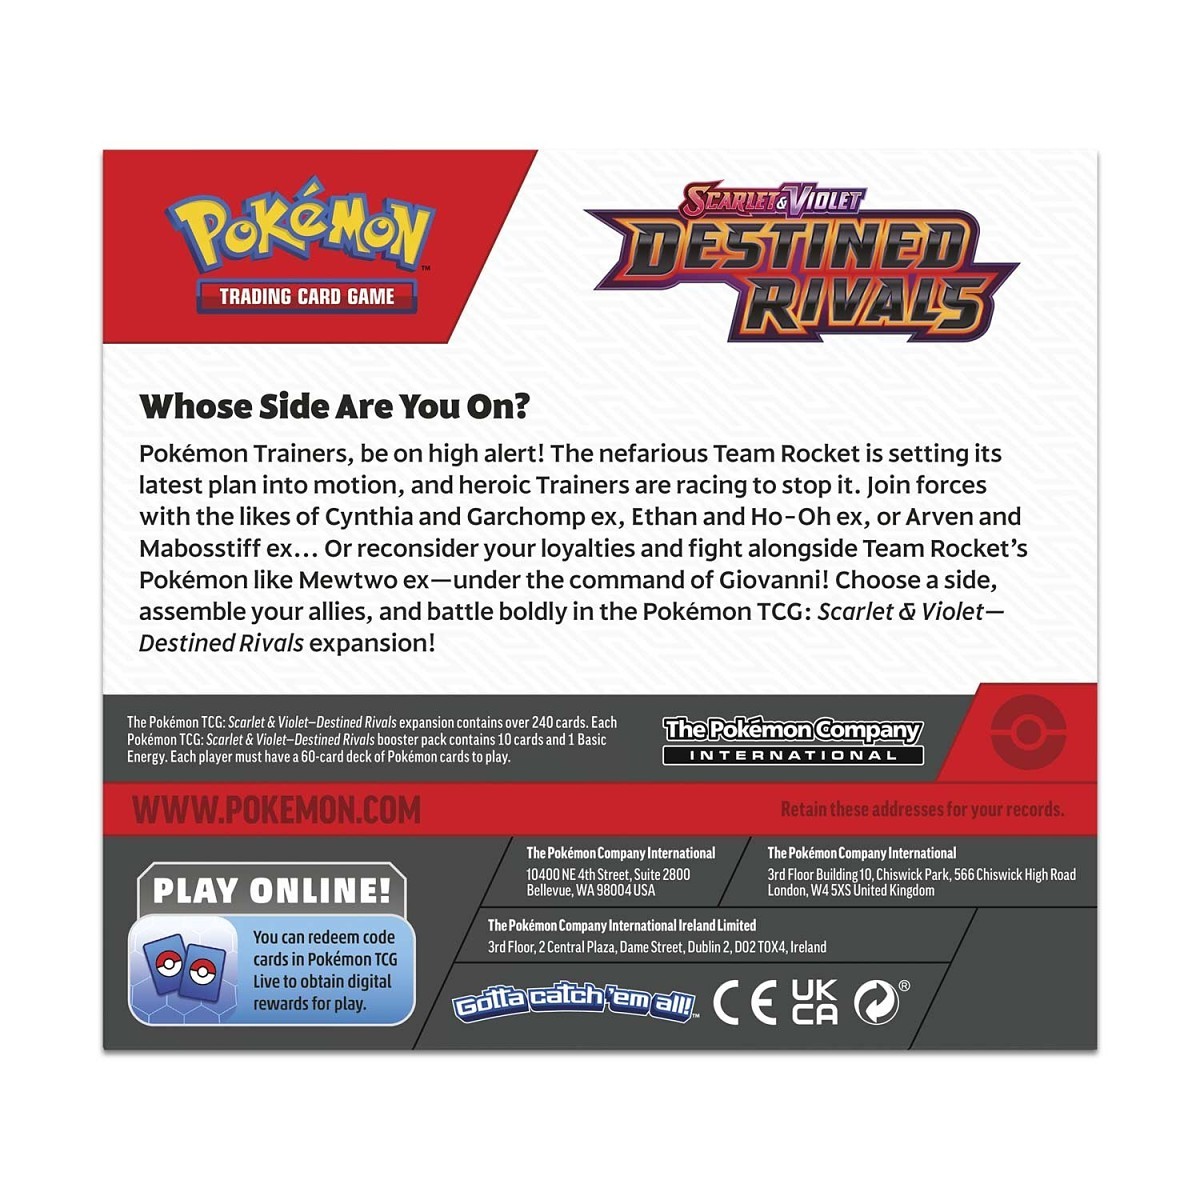 POKéMON
™
TRADING CARD GAME
SCARLET & VIOLET
DESTINED
RIVALS
Whose Side Are You On?
Pokémon Trainers, be on high alert! The nefarious Team Rocket is setting its
latest plan into motion, and heroic Trainers are racing to stop it. Join forces
with the likes of Cynthia and Garchomp ex, Ethan and Ho-Oh ex, or Arven and
Mabosstiff ex... Or reconsider your loyalties and fight alongside Team Rocket's
Pokémon like Mewtwo ex—under the command of Giovanni! Choose a side,
assemble your allies, and battle boldly in the Pokémon TCG: Scarlet & Violet—
Destined Rivals expansion!
The Pokémon TCG: Scarlet & Violet—Destined Rivals expansion contains over 240 cards. Each
Pokémon TCG: Scarlet & Violet—Destined Rivals booster pack contains 10 cards and 1 Basic
Energy. Each player must have a 60-card deck of Pokémon cards to play.
The Pokémon Company
INTERNATIONAL
WWW.POKEMON.COM
Retain these addresses for your records.
PLAY ONLINE!
You can redeem code
cards in Pokémon TCG
Live to obtain digital
rewards for play.
The Pokémon Company International
10400 NE 4th Street, Suite 2800
Bellevue, WA 98004 USA
The Pokémon Company International
3rd Floor Building 10, Chiswick Park, 566 Chiswick High Road
London, W4 5XS United Kingdom
The Pokémon Company International Ireland Limited
3rd Floor, 2 Central Plaza, Dame Street, Dublin 2, D02 T0X4, Ireland
Gotta catch 'em all!™
CE
UK
CA
®